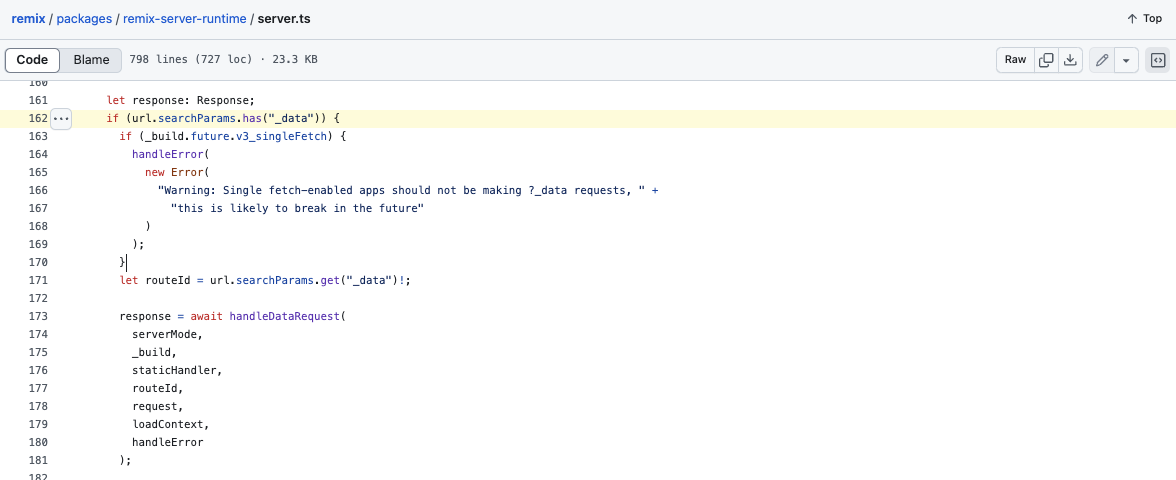 remix / packages / remix-server-runtime / server.ts
Top
Code Blame 798 lines (727 loc) · 23.3 KB
Raw
160
161 let response: Response;
162 if (url.searchParams.has("_data")) {
163 if (_build.future.v3_singleFetch) {
164 handleError(
165 new Error(
166 "Warning: Single fetch-enabled apps should not be making ?_data requests, " +
167 "this is likely to break in the future"
168 )
169 );
170 }
171 let routeId = url.searchParams.get("_data")!;
172
173 response = await handleDataRequest(
174 serverMode,
175 _build,
176 staticHandler,
177 routeId,
178 request,
179 loadContext,
180 handleError
181 );
182